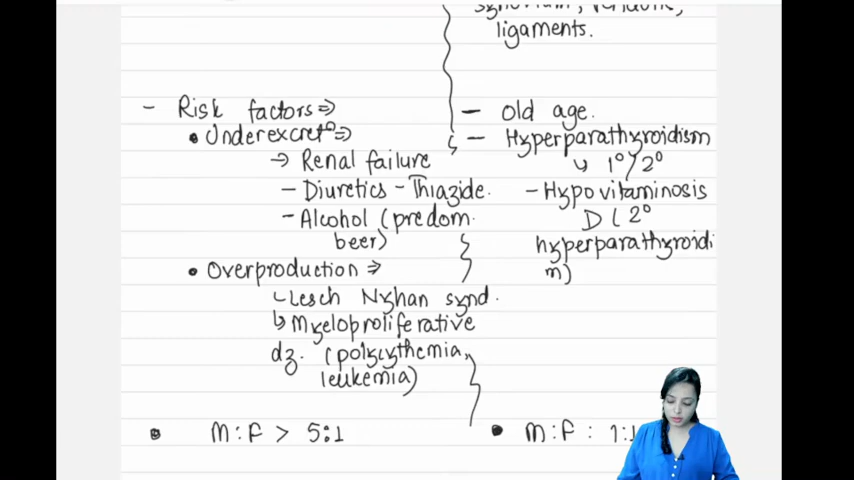 ligaments.
- Risk factors ⇒
• Underexcretⁿ ⇒
→ Renal failure
- Diuretics - Thiazide.
- Alcohol (predom.
beer)
• Overproduction ⇒
Lesch Nyhan synd.
↳ Myeloproliferative
dz. (polycythemia,
leukemia)
• M:F > 5:1
- Old age.
- Hyperparathyroidism
↳ 1°/2°
- Hypovitaminosis
D ( 2°
hyperparathyroidi
m)
• M:F : 1:1